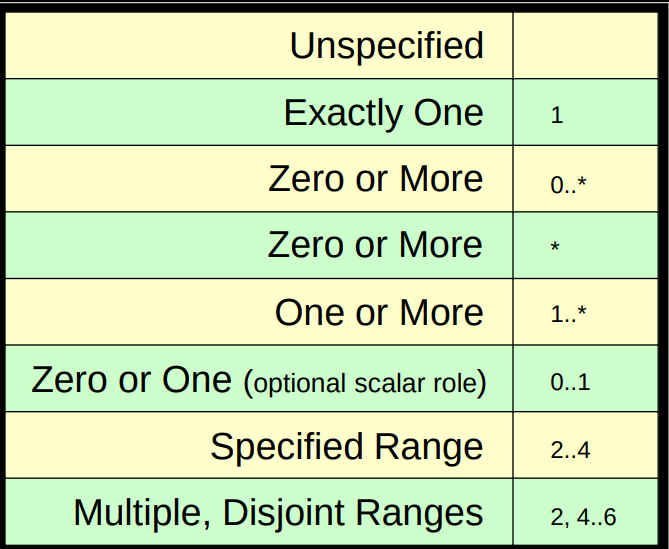 Unspecified
Exactly One 1
Zero or More 0..*
Zero or More *
One or More 1..*
Zero or One (optional scalar role) 0..1
Specified Range 2..4
Multiple, Disjoint Ranges 2, 4..6